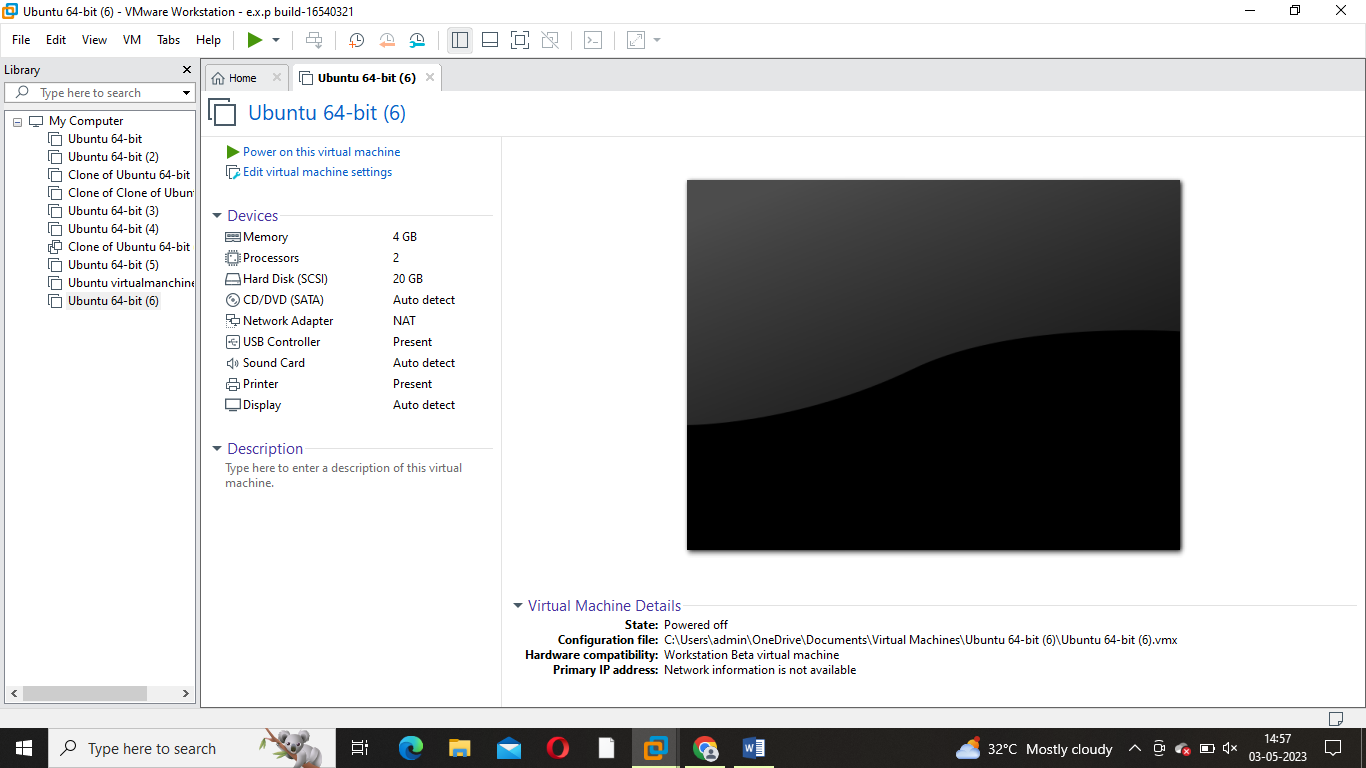 Ubuntu 64-bit (6) - VMware Workstation - e.x.p build-16540321
File Edit View VM Tabs Help
Library
Type here to search
My Computer
Ubuntu 64-bit
Ubuntu 64-bit (2)
Clone of Ubuntu 64-bit
Clone of Clone of Ubun
Ubuntu 64-bit (3)
Ubuntu 64-bit (4)
Clone of Ubuntu 64-bit
Ubuntu 64-bit (5)
Ubuntu virtualmanchine
Ubuntu 64-bit (6)
Home Ubuntu 64-bit (6)
Ubuntu 64-bit (6)
Power on this virtual machine
Edit virtual machine settings
Devices
Memory 4 GB
Processors 2
Hard Disk (SCSI) 20 GB
CD/DVD (SATA) Auto detect
Network Adapter NAT
USB Controller Present
Sound Card Auto detect
Printer Present
Display Auto detect
Description
Type here to enter a description of this virtual
machine.
Virtual Machine Details
State: Powered off
Configuration file: C:\Users\admin\OneDrive\Documents\Virtual Machines\Ubuntu 64-bit (6)\Ubuntu 64-bit (6).vmx
Hardware compatibility: Workstation Beta virtual machine
Primary IP address: Network information is not available
Type here to search
32°C Mostly cloudy
14:57
03-05-2023